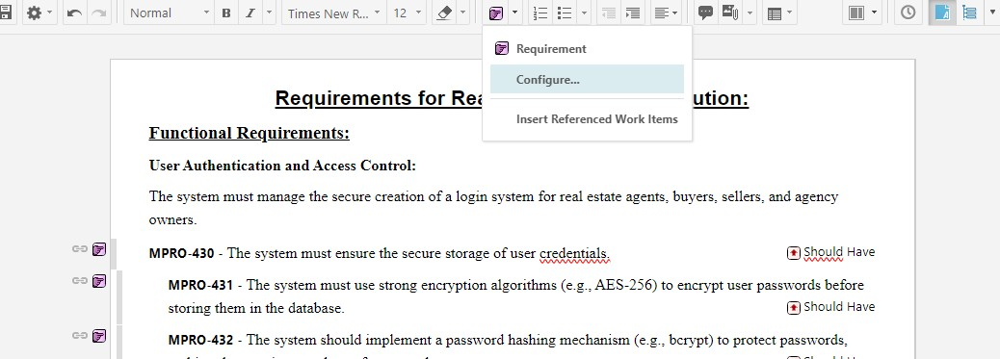 Normal B I Times New R... 12
Requirement
Configure...
Insert Referenced Work Items
Requirements for Rea ution:
Functional Requirements:
User Authentication and Access Control:
The system must manage the secure creation of a login system for real estate agents, buyers, sellers, and agency
owners.
MPRO-430 - The system must ensure the secure storage of user credentials. Should Have
MPRO-431 - The system must use strong encryption algorithms (e.g., AES-256) to encrypt user passwords before
storing them in the database. Should Have
MPRO-432 - The system should implement a password hashing mechanism (e.g., bcrypt) to protect passwords,